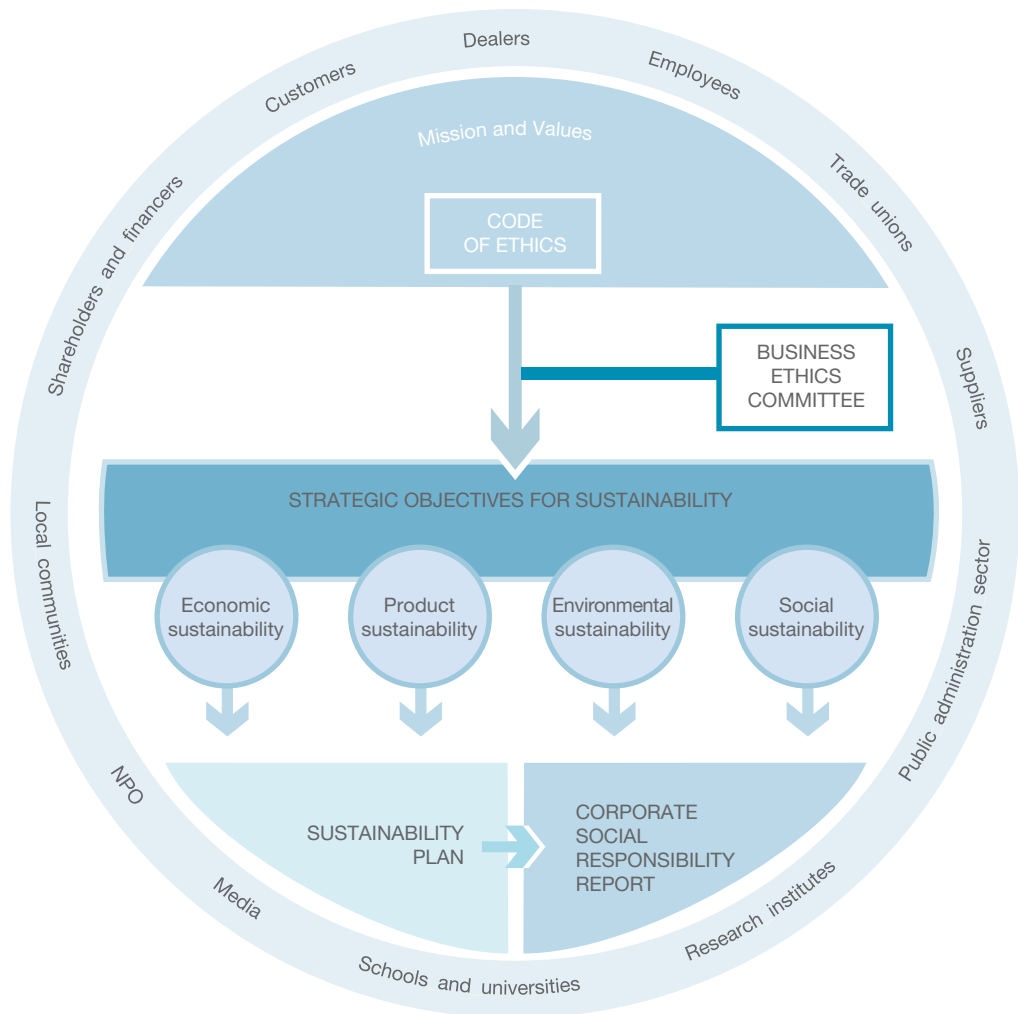 Dealers
Employees
Trade unions
Suppliers
Public administration sector
Research institutes
Schools and universities
Media
NPO
Local communities
Shareholders and financers
Customers
Mission and Values
CODE
OF ETHICS
BUSINESS
ETHICS
COMMITTEE
STRATEGIC OBJECTIVES FOR SUSTAINABILITY
Economic
sustainability
Product
sustainability
Environmental
sustainability
Social
sustainability
SUSTAINABILITY
PLAN
CORPORATE
SOCIAL
RESPONSIBILITY
REPORT